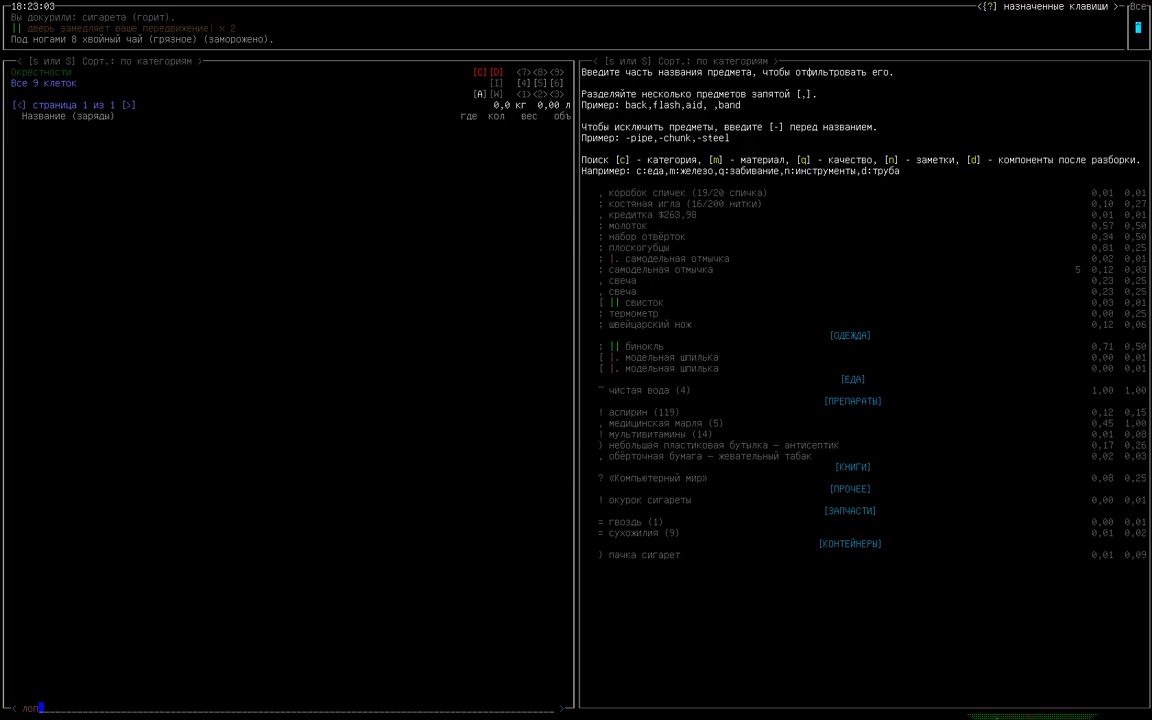 18:23:03 <[?] назначенные клавиши > Все
Вы докурили: сигарета (горит).
|| дверь замедляет ваше передвижение! x 2
Под ногами 8 хвойный чай (грязное) (заморожено).
< [s или S] Сорт.: по категориям >
Окрестности [C][D] <7><8><9>
Все 9 клеток [I] [4][5][6]
[A][W] <1><2><3>
[<] страница 1 из 1 [>] 0,0 кг 0,00 л
Название (заряды) где кол вес объ
< лоп >
< [s или S] Сорт.: по категориям >
Введите часть названия предмета, чтобы отфильтровать его.
Разделяйте несколько предметов запятой [,].
Пример: back,flash,aid, ,band
Чтобы исключить предметы, введите [-] перед названием.
Пример: -pipe,-chunk,-steel
Поиск [c] - категория, [m] - материал, [q] - качество, [n] - заметки, [d] - компоненты после разборки.
Например: c:еда,m:железо,q:забивание,n:инструменты,d:труба
, коробок спичек (19/20 спичка) 0,01 0,01
: костяная игла (16/200 нитки) 0,10 0,27
, кредитка $263,98 0,01 0,01
: молоток 0,57 0,50
: набор отвёрток 0,34 0,50
: плоскогубцы 0,81 0,25
: |. самодельная отмычка 0,02 0,01
: самодельная отмычка 5 0,12 0,03
, свеча 0,23 0,25
, свеча 0,23 0,25
[ || свисток 0,03 0,01
: термометр 0,00 0,25
: швейцарский нож 0,12 0,06
[ОДЕЖДА]
: || бинокль 0,71 0,50
[ |. модельная шпилька 0,00 0,01
[ |. модельная шпилька 0,00 0,01
[ЕДА]
~ чистая вода (4) 1,00 1,00
[ПРЕПАРАТЫ]
! аспирин (119) 0,12 0,15
, медицинская марля (5) 0,45 1,00
! мультивитамины (14) 0,01 0,08
) небольшая пластиковая бутылка — антисептик 0,17 0,26
, обёрточная бумага — жевательный табак 0,02 0,03
[КНИГИ]
? «Компьютерный мир» 0,08 0,25
[ПРОЧЕЕ]
! окурок сигареты 0,00 0,01
[ЗАПЧАСТИ]
= гвоздь (1) 0,00 0,01
= сухожилия (9) 0,01 0,02
[КОНТЕЙНЕРЫ]
) пачка сигарет 0,01 0,09